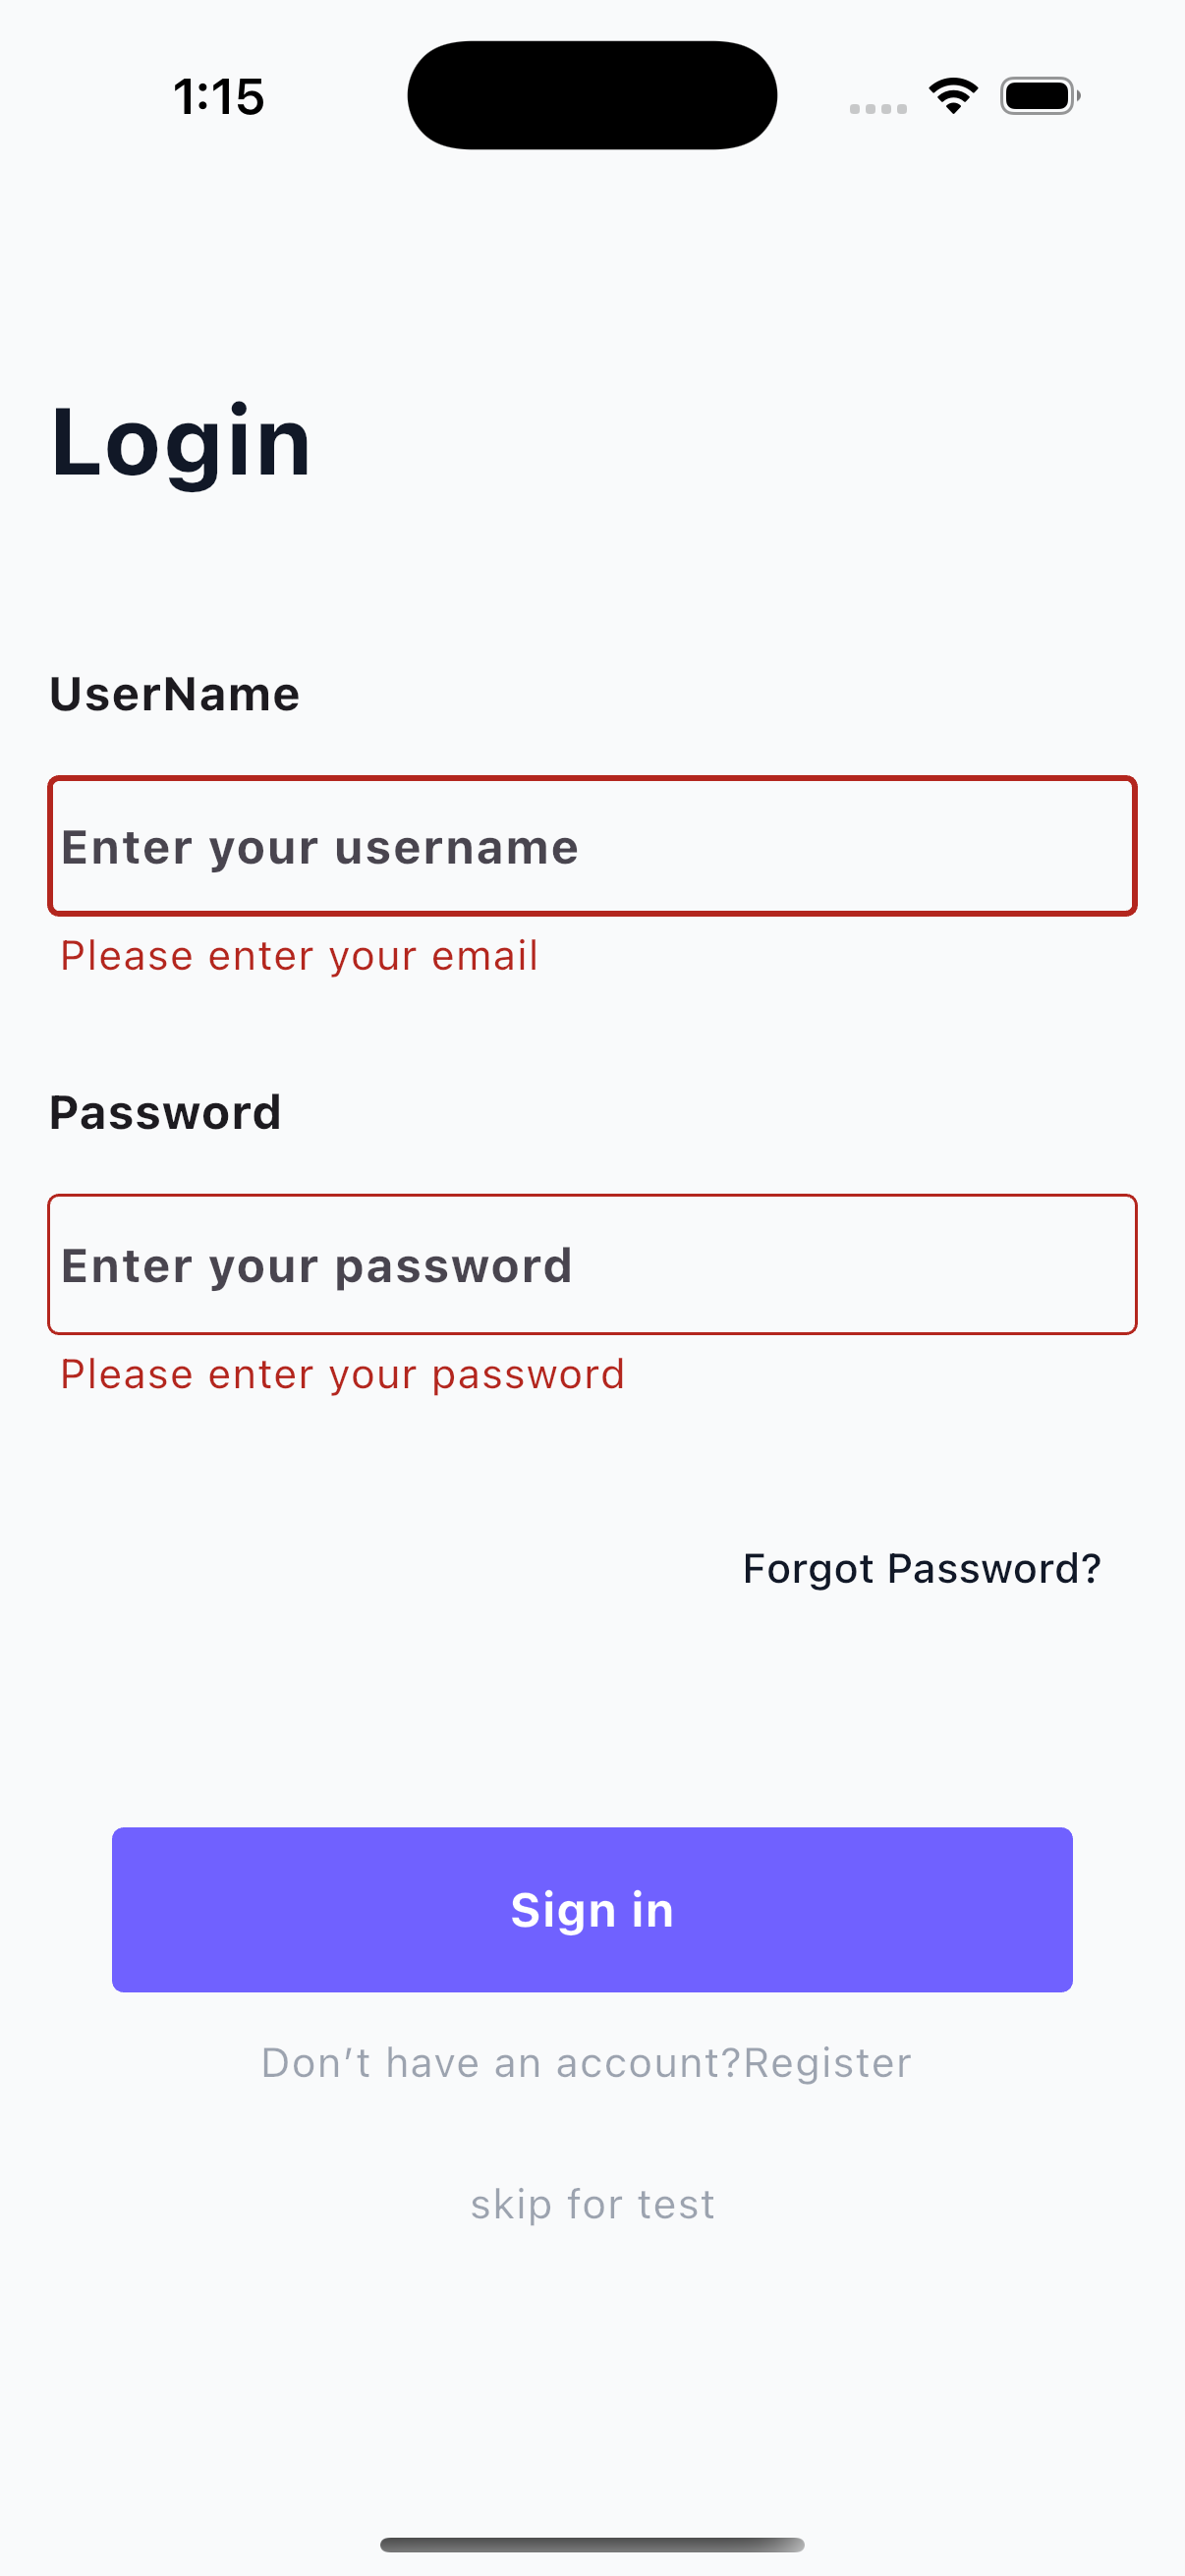 1:15
Login
UserName
Enter your username
Please enter your email
Password
Enter your password
Please enter your password
Forgot Password?
Sign in
Don’t have an account?Register
skip for test